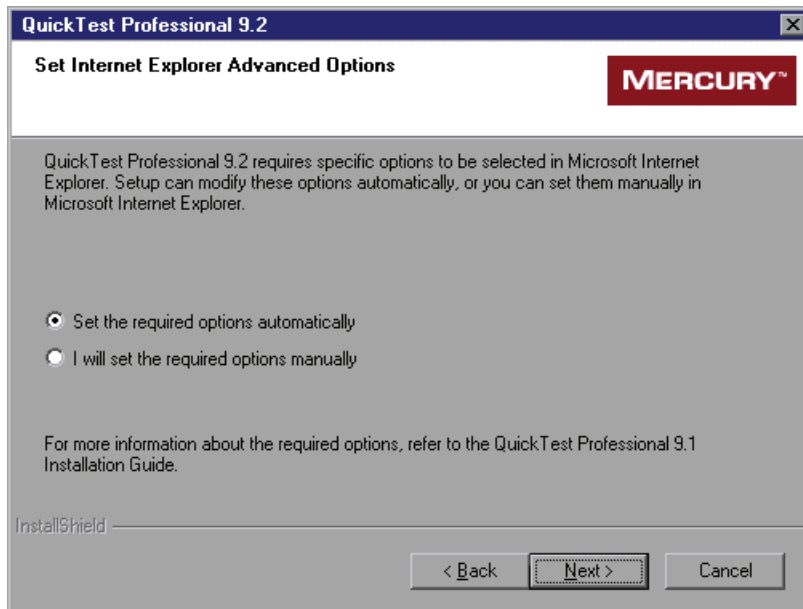 QuickTest Professional 9.2
Set Internet Explorer Advanced Options
MERCURY™
QuickTest Professional 9.2 requires specific options to be selected in Microsoft Internet
Explorer. Setup can modify these options automatically, or you can set them manually in
Microsoft Internet Explorer.
Set the required options automatically
I will set the required options manually
For more information about the required options, refer to the QuickTest Professional 9.1
Installation Guide.
InstallShield
< Back
Next >
Cancel